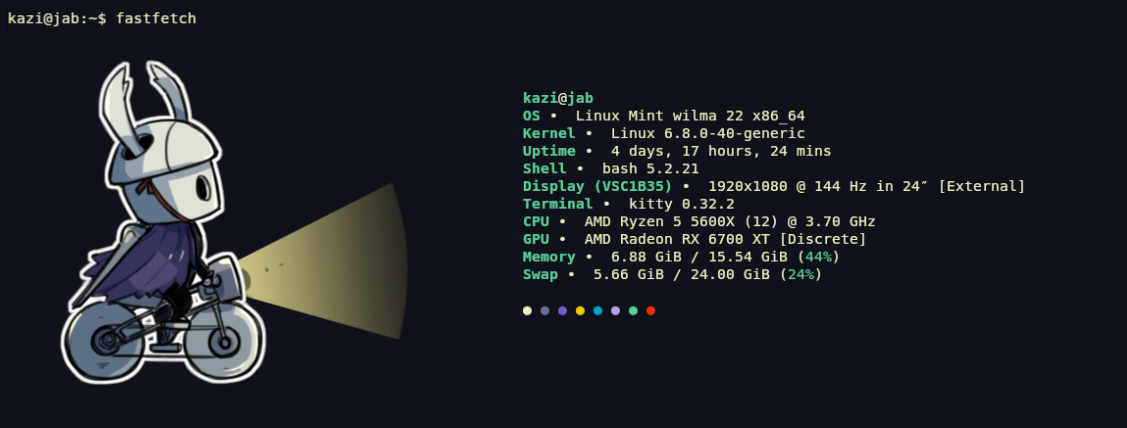 kazi@jab:~$ fastfetch
kazi@jab
OS •  Linux Mint wilma 22 x86_64
Kernel •  Linux 6.8.0-40-generic
Uptime •  4 days, 17 hours, 24 mins
Shell •  bash 5.2.21
Display (VSC1B35) •  1920x1080 @ 144 Hz in 24″ [External]
Terminal •  kitty 0.32.2
CPU •  AMD Ryzen 5 5600X (12) @ 3.70 GHz
GPU •  AMD Radeon RX 6700 XT [Discrete]
Memory •  6.88 GiB / 15.54 GiB (44%)
Swap •  5.66 GiB / 24.00 GiB (24%)